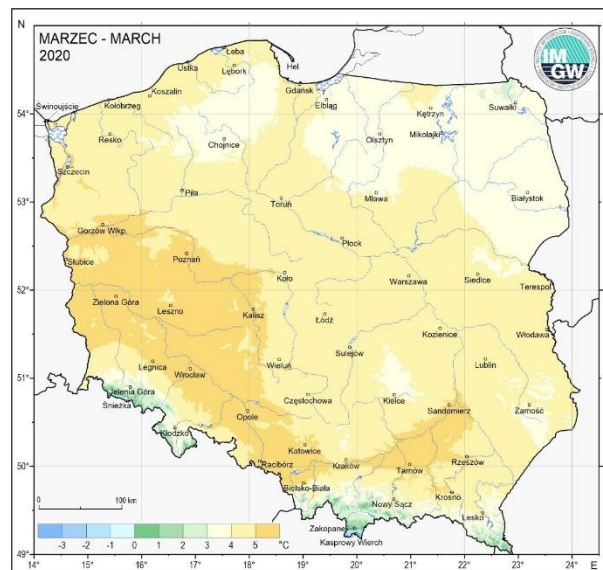 N
MARZEC - MARCH
2020
IM
GW
Łeba
Hel
Ustka
Lębork
Gdańsk
Koszalin
Elbląg
Kętrzyn
Suwałki
Świnoujście
Kołobrzeg
54°
Resko
Chojnice
Olsztyn
Mikołajki
Szczecin
Białystok
53°
Piła
Toruń
Mława
Gorzów Wlkp.
Płock
Słubice
Poznań
Koło
Warszawa
Siedlce
Terespol
52°
Zielona Góra
Leszno
Kalisz
Łódź
Kozienice
Włodawa
Sulejów
Legnica
Wrocław
Wieluń
Lublin
51°
Jelenia Góra
Śnieżka
Opole
Częstochowa
Kielce
Sandomierz
Zamość
Kłodzko
Katowice
50°
Racibórz
Kraków
Tarnów
Rzeszów
Bielsko-Biała
Krosno
0 100 km
Nowy Sącz
Lesko
-3 -2 -1 0 1 2 3 4 5 °C
Zakopane
Kasprowy Wierch
49°
14° 15° 16° 17° 18° 19° 20° 21° 22° 23° 24° E